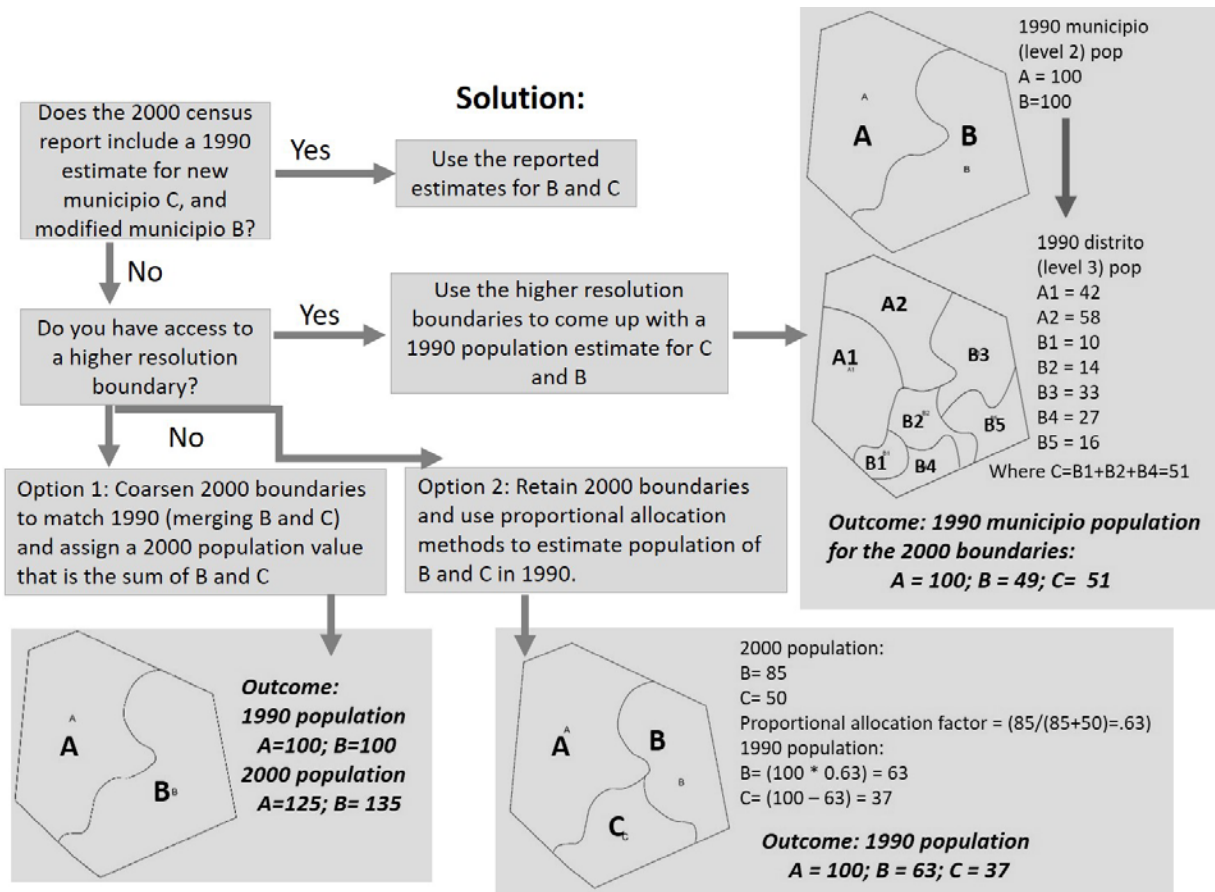 Solution:
Does the 2000 census
report include a 1990
estimate for new
municipio C, and
modified municipio B?
Yes
Use the reported
estimates for B and C
No
Do you have access to
a higher resolution
boundary?
Yes
Use the higher resolution
boundaries to come up with a
1990 population estimate for C
and B
No
Option 1: Coarsen 2000 boundaries
to match 1990 (merging B and C)
and assign a 2000 population value
that is the sum of B and C
Option 2: Retain 2000 boundaries
and use proportional allocation
methods to estimate population of
B and C in 1990.
A
A
B
B
1990 municipio
(level 2) pop
A = 100
B=100
A2
A1
A1
B3
B2
B2
B5
B1
B1
B4
1990 distrito
(level 3) pop
A1 = 42
A2 = 58
B1 = 10
B2 = 14
B3 = 33
B4 = 27
B5 = 16
Where C=B1+B2+B4=51
Outcome: 1990 municipio population
for the 2000 boundaries:
A = 100; B = 49; C= 51
A
A
B
B
Outcome:
1990 population
A=100; B=100
2000 population
A=125; B= 135
A
A
B
B
C
C
2000 population:
B= 85
C= 50
Proportional allocation factor = (85/(85+50)=.63)
1990 population:
B= (100 * 0.63) = 63
C= (100 – 63) = 37
Outcome: 1990 population
A = 100; B = 63; C = 37